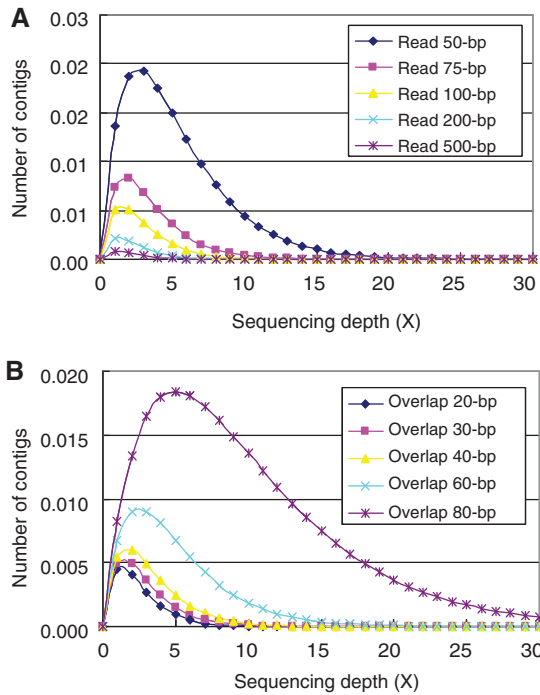 A
Number of contigs
0.03
0.02
0.02
0.01
0.01
0.00
Read 50-bp
Read 75-bp
Read 100-bp
Read 200-bp
Read 500-bp
0 5 10 15 20 25 30
Sequencing depth (X)
B
Number of contigs
0.020
0.015
0.010
0.005
0.000
Overlap 20-bp
Overlap 30-bp
Overlap 40-bp
Overlap 60-bp
Overlap 80-bp
0 5 10 15 20 25 30
Sequencing depth (X)